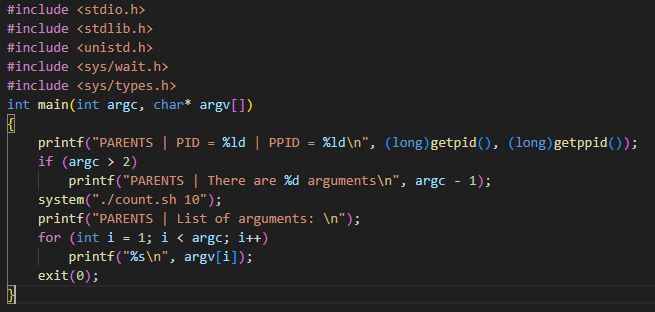 #include <stdio.h>
#include <stdlib.h>
#include <unistd.h>
#include <sys/wait.h>
#include <sys/types.h>
int main(int argc, char* argv[])
{
    printf("PARENTS | PID = %ld | PPID = %ld\n", (long)getpid(), (long)getppid());
    if (argc > 2)
        printf("PARENTS | There are %d arguments\n", argc - 1);
    system("./count.sh 10");
    printf("PARENTS | List of arguments: \n");
    for (int i = 1; i < argc; i++)
        printf("%s\n", argv[i]);
    exit(0);
}